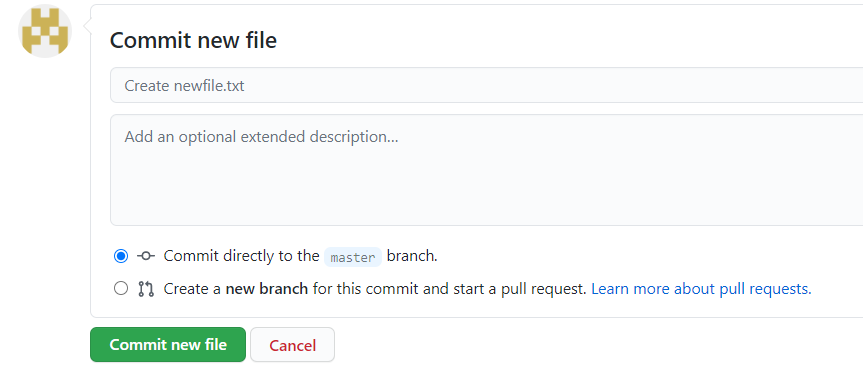 Commit new file
Create newfile.txt
Add an optional extended description...
Commit directly to the master branch.
Create a new branch for this commit and start a pull request. Learn more about pull requests.
Commit new file Cancel